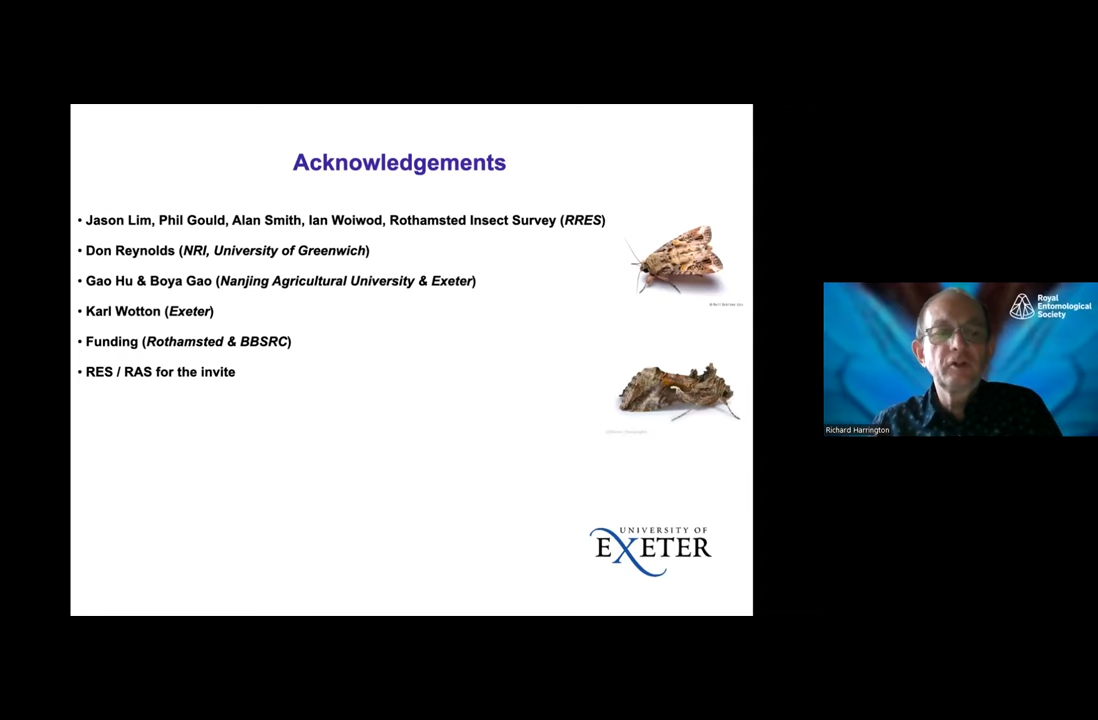 Acknowledgements
• Jason Lim, Phil Gould, Alan Smith, Ian Woiwod, Rothamsted Insect Survey (RRES)
• Don Reynolds (NRI, University of Greenwich)
• Gao Hu & Boya Gao (Nanjing Agricultural University & Exeter)
• Karl Wotton (Exeter)
• Funding (Rothamsted & BBSRC)
• RES / RAS for the invite
UNIVERSITY OF
EXETER
Royal
Entomological
Society
Richard Harrington